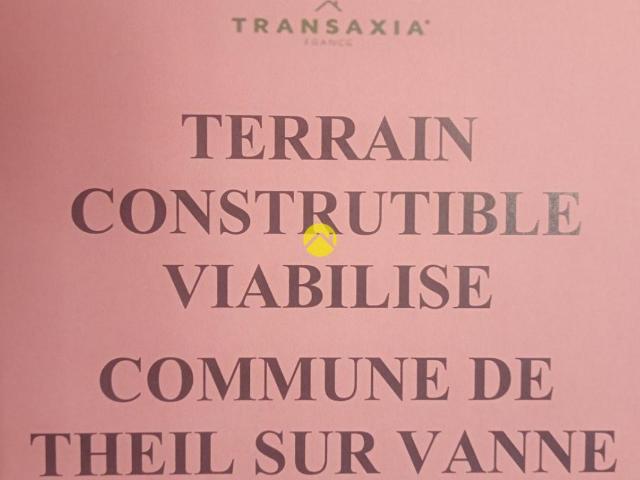 TRANSAXIA
FRANCE
TERRAIN
CONSTRUTIBLE
VIABILISE
COMMUNE DE
THEIL SUR VANNE